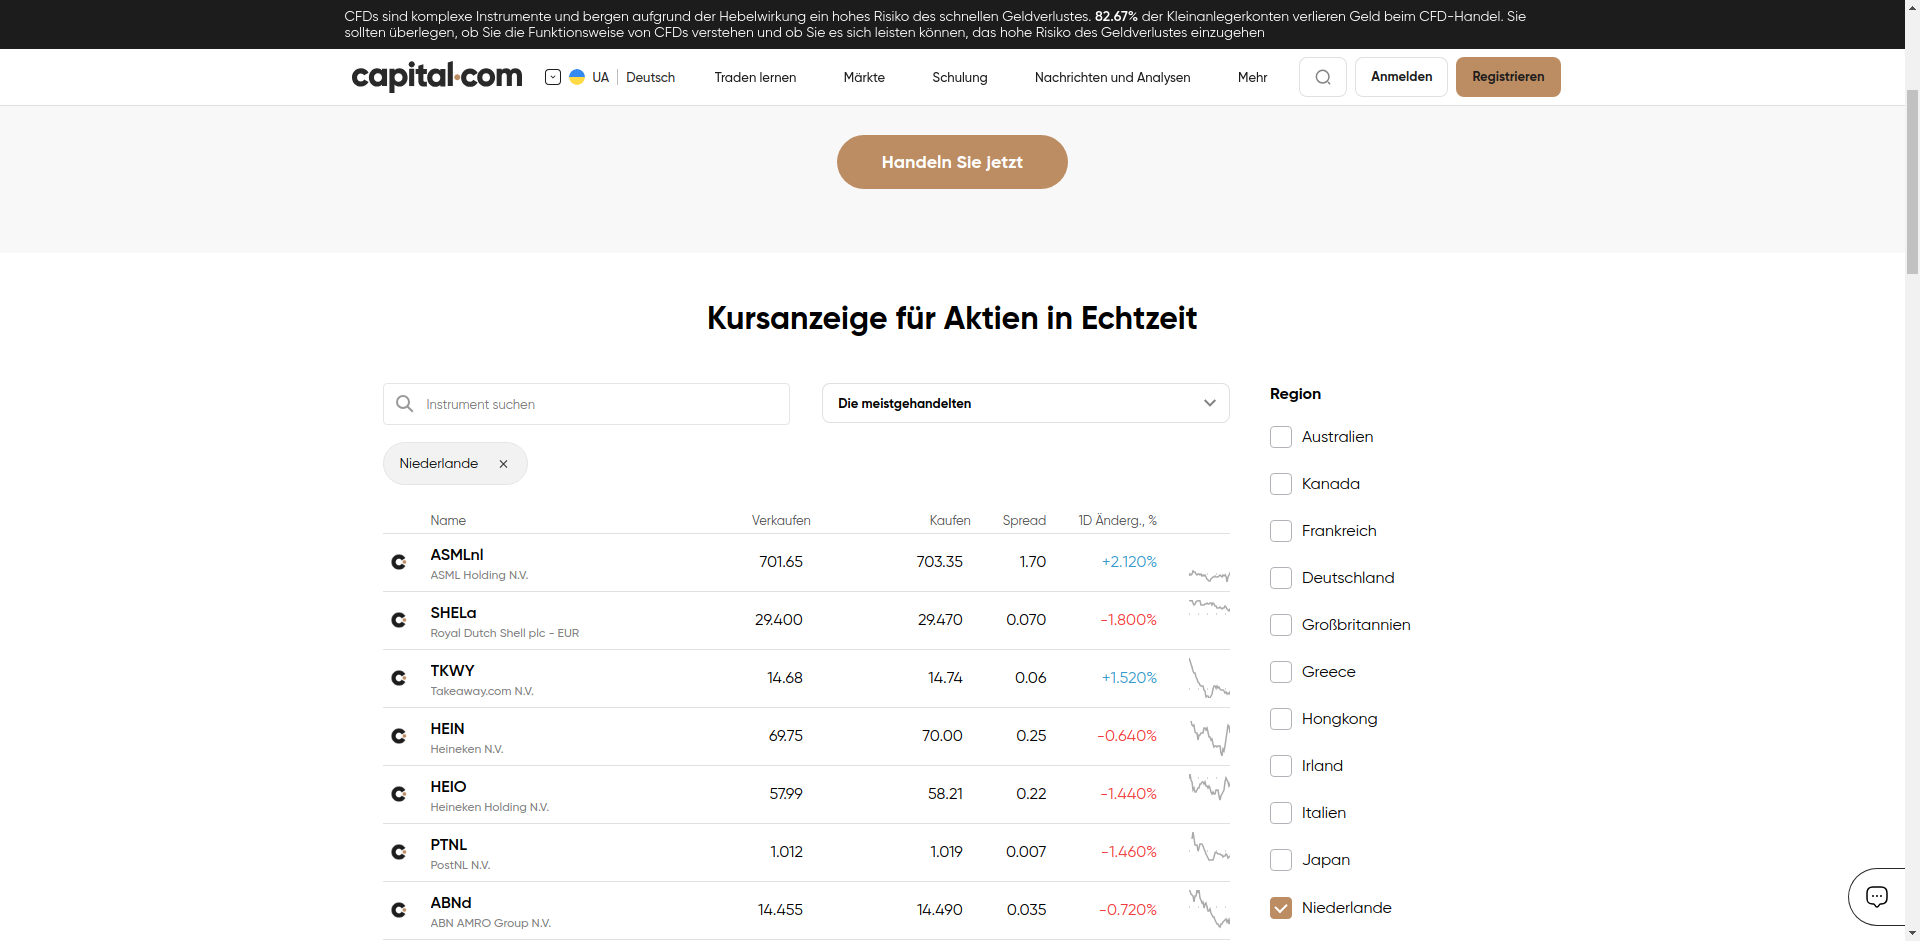 CFDs sind komplexe Instrumente und bergen aufgrund der Hebelwirkung ein hohes Risiko des schnellen Geldverlustes. 82.67% der Kleinanlegerkonten verlieren Geld beim CFD-Handel. Sie
sollten überlegen, ob Sie die Funktionsweise von CFDs verstehen und ob Sie es sich leisten können, das hohe Risiko des Geldverlustes einzugehen
capital.com UA Deutsch Traden lernen Märkte Schulung Nachrichten und Analysen Mehr Anmelden Registrieren
Handeln Sie jetzt
Kursanzeige für Aktien in Echtzeit
Instrument suchen
Die meistgehandelten
Niederlande
Name Verkaufen Kaufen Spread 1D Änderg., %
ASMLnl 701.65 703.35 1.70 +2.120%
ASML Holding N.V.
SHELa 29.400 29.470 0.070 -1.800%
Royal Dutch Shell plc - EUR
TKWY 14.68 14.74 0.06 +1.520%
Takeaway.com N.V.
HEIN 69.75 70.00 0.25 -0.640%
Heineken N.V.
HEIO 57.99 58.21 0.22 -1.440%
Heineken Holding N.V.
PTNL 1.012 1.019 0.007 -1.460%
PostNL N.V.
ABNd 14.455 14.490 0.035 -0.720%
ABN AMRO Group N.V.
Region
Australien
Kanada
Frankreich
Deutschland
Großbritannien
Greece
Hongkong
Irland
Italien
Japan
Niederlande